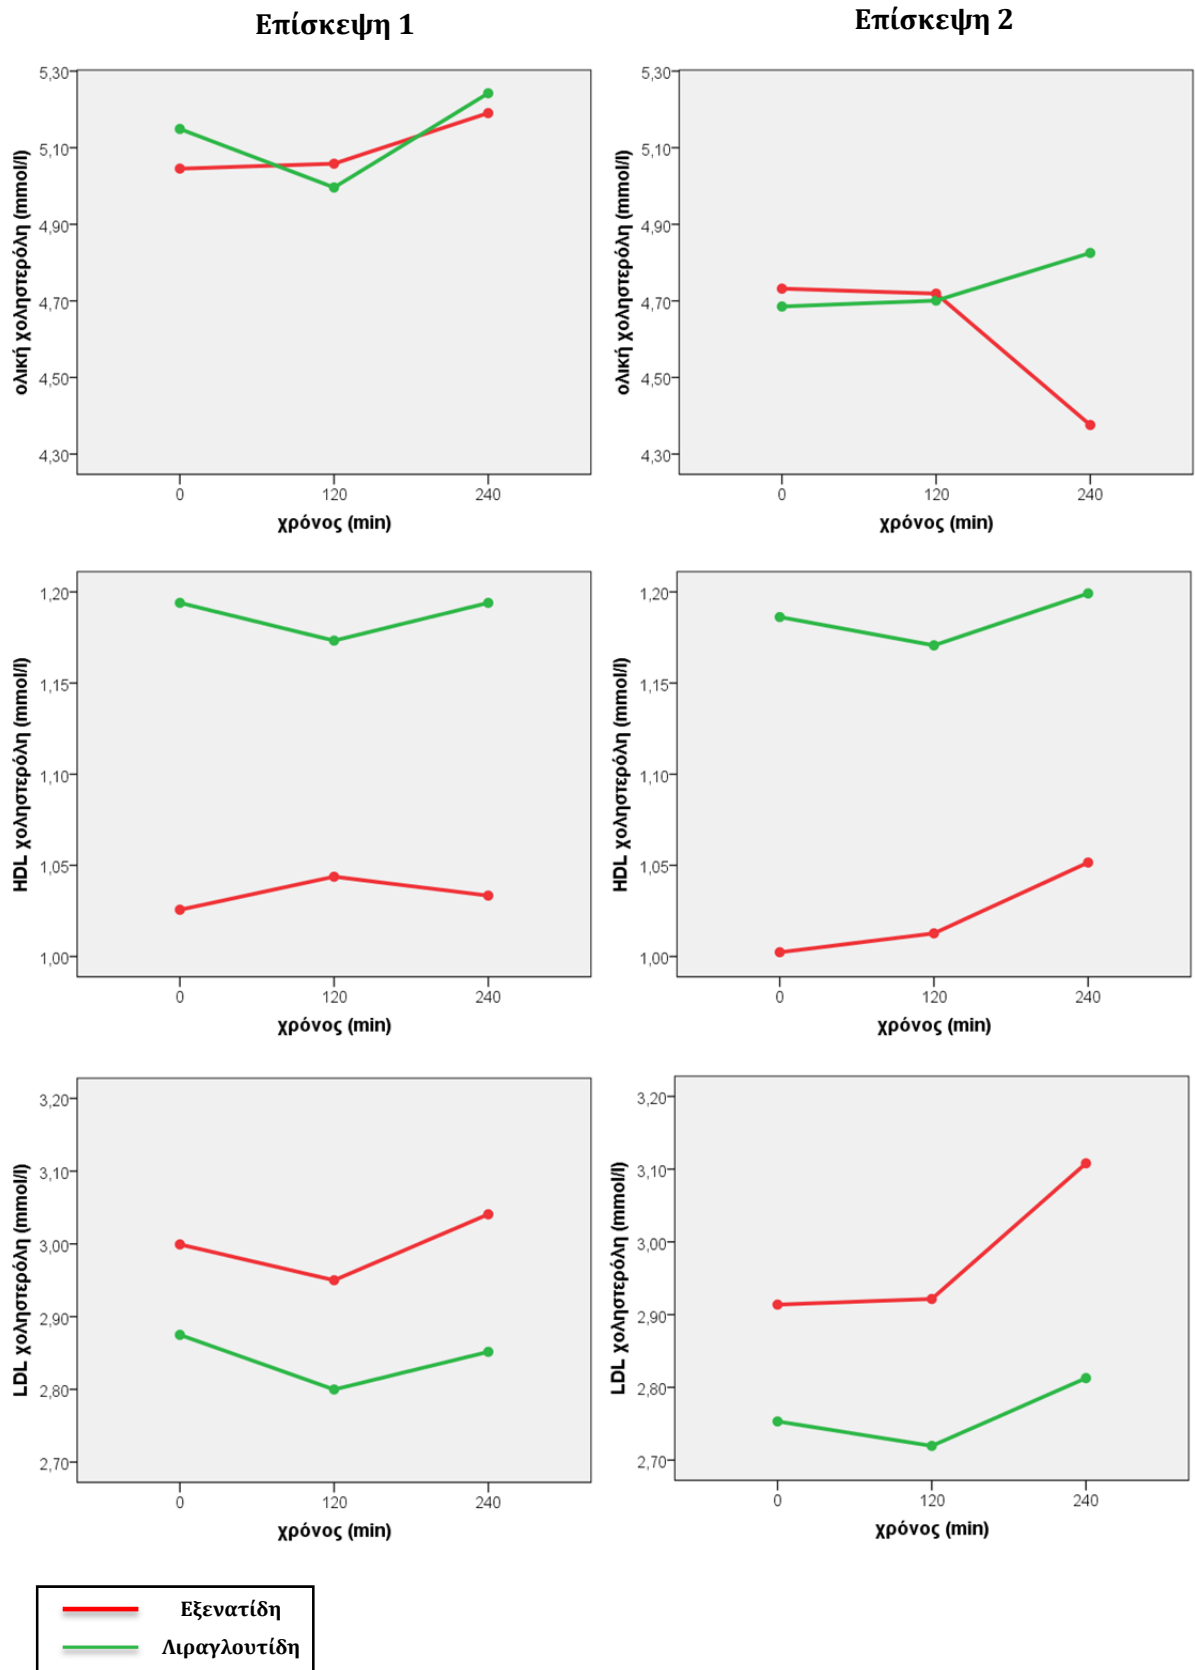 Επίσκεψη 1
Επίσκεψη 2
ολική χοληστερόλη (mmol/l)
5,30
5,10
4,90
4,70
4,50
4,30
0 120 240
χρόνος (min)
ολική χοληστερόλη (mmol/l)
5,30
5,10
4,90
4,70
4,50
4,30
0 120 240
χρόνος (min)
HDL χοληστερόλη (mmol/l)
1,20
1,15
1,10
1,05
1,00
0 120 240
χρόνος (min)
HDL χοληστερόλη (mmol/l)
1,20
1,15
1,10
1,05
1,00
0 120 240
χρόνος (min)
LDL χοληστερόλη (mmol/l)
3,20
3,10
3,00
2,90
2,80
2,70
0 120 240
χρόνος (min)
LDL χοληστερόλη (mmol/l)
3,20
3,10
3,00
2,90
2,80
2,70
0 120 240
χρόνος (min)
Εξενατίδη
Λιραγλουτίδη